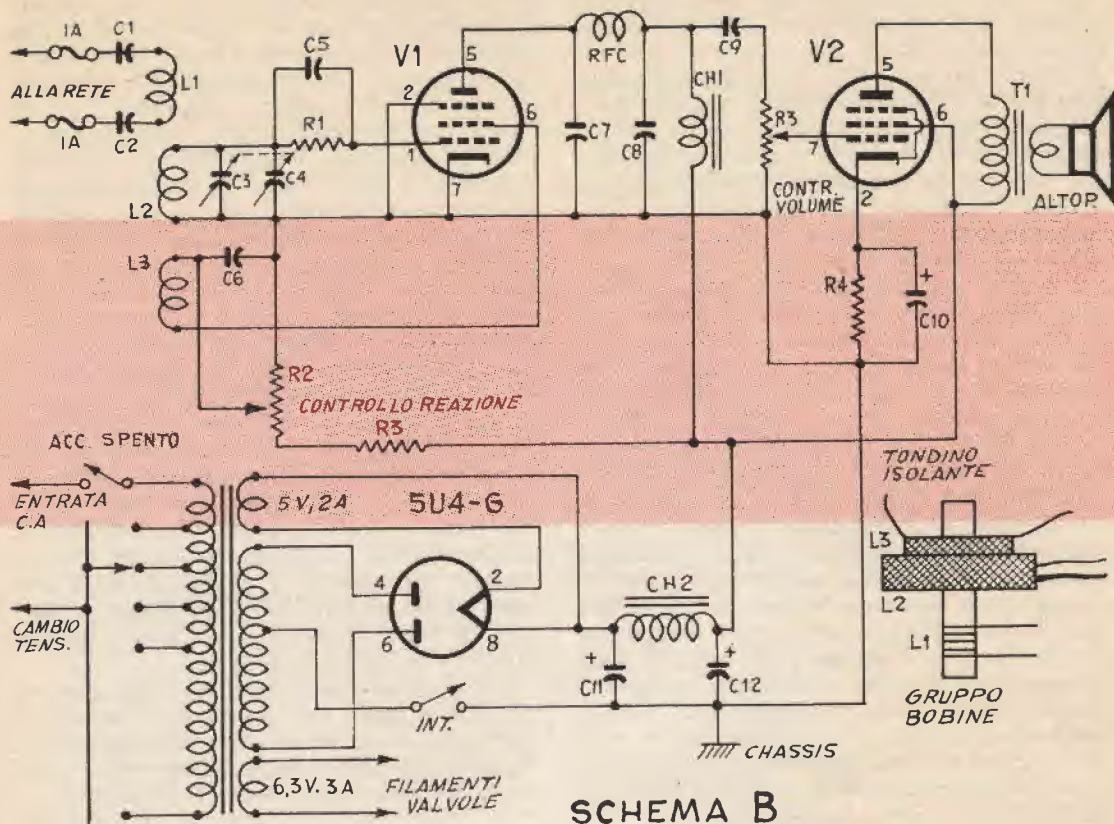 1A
C1
ALLA RETE
L1
1A
C2
C5
V1
5
2
6
R1
1
7
C3
C4
L2
L3
C6
RFC
C7
C8
CH1
C9
R3
V2
5
6
7
2
CONTR.
VOLUME
T1
ALTOP.
R4
+
C10
R2
CONTROLLO REAZIONE
R3
ACC. SPENTO
ENTRATA
C.A
CAMBIO
TENS.
5V, 2A
5U4-G
4
2
6
8
CH2
+
C11
+
C12
INT.
CHASSIS
6,3V. 3A
FILAMENTI
VALVOLE
TONDINO
ISOLANTE
L3
L2
L1
GRUPPO
BOBINE
SCHEMA B